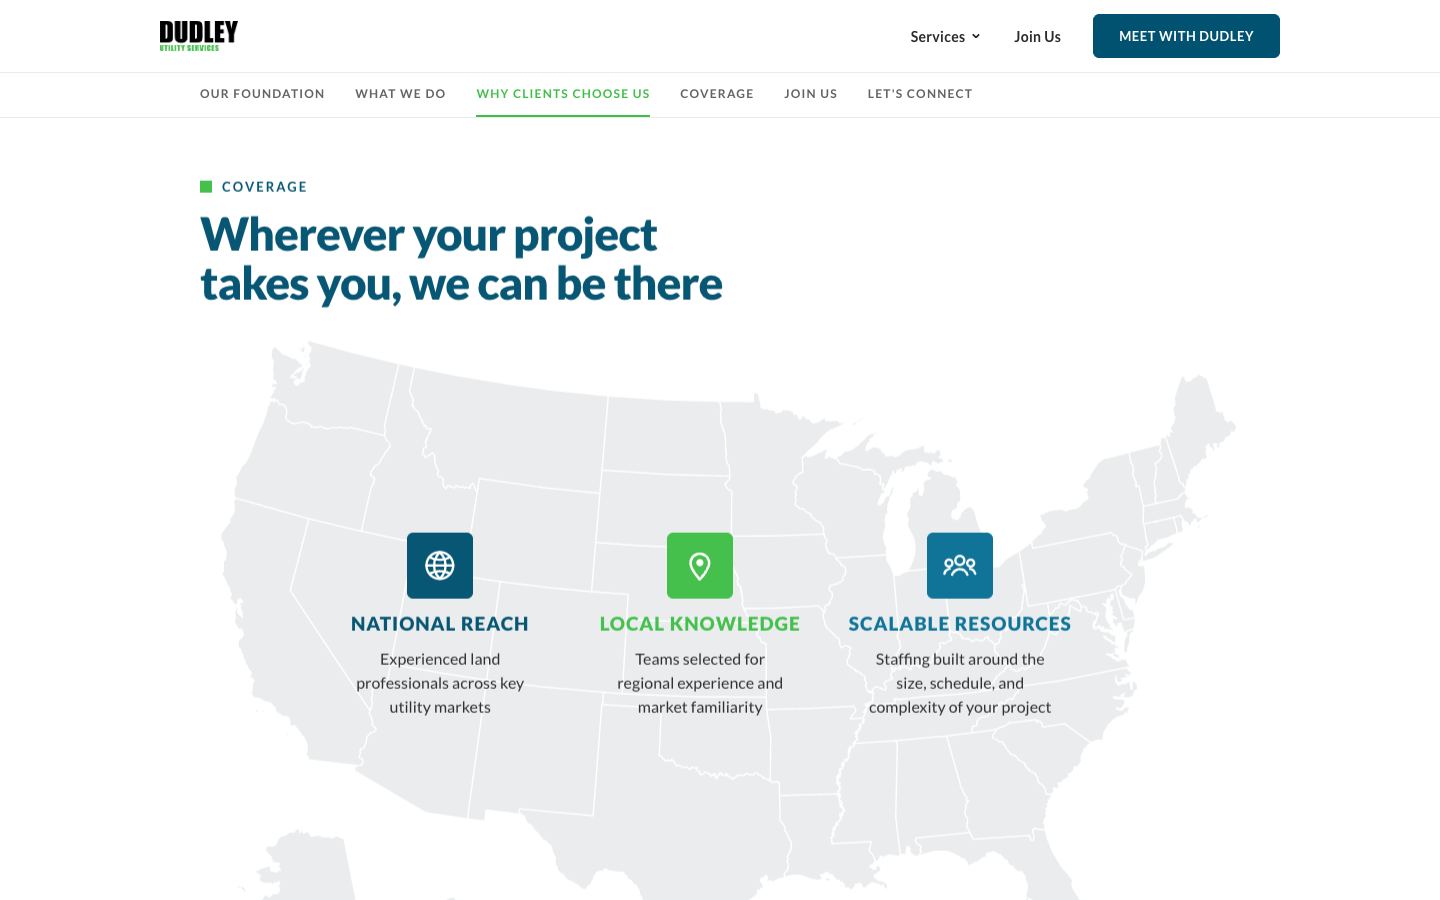 DUDLEY
UTILITY SERVICES
Services
Join Us
MEET WITH DUDLEY
OUR FOUNDATION
WHAT WE DO
WHY CLIENTS CHOOSE US
COVERAGE
JOIN US
LET'S CONNECT
COVERAGE
Wherever your project
takes you, we can be there
NATIONAL REACH
Experienced land
professionals across key
utility markets
LOCAL KNOWLEDGE
Teams selected for
regional experience and
market familiarity
SCALABLE RESOURCES
Staffing built around the
size, schedule, and
complexity of your project